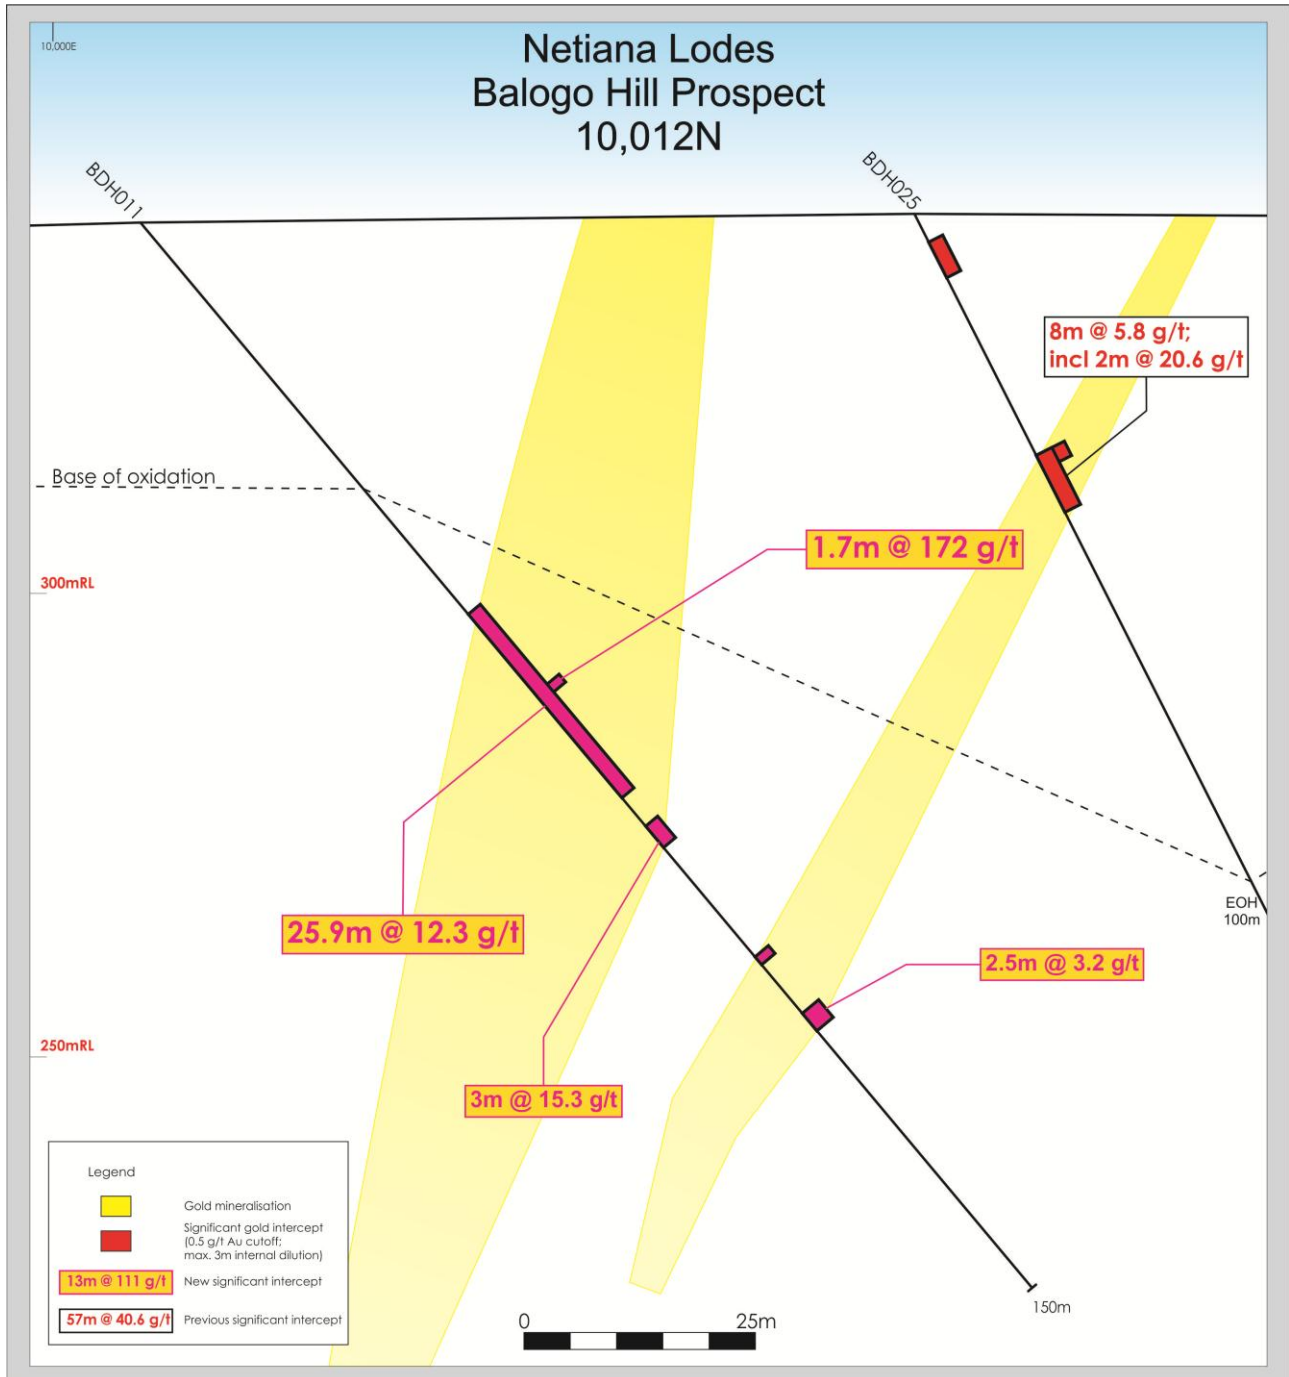 10,000E
Netiana Lodes
Balogo Hill Prospect
10,012N
BDH011
BDH025
8m @ 5.8 g/t;
incl 2m @ 20.6 g/t
Base of oxidation
1.7m @ 172 g/t
300mRL
EOH
100m
25.9m @ 12.3 g/t
2.5m @ 3.2 g/t
250mRL
3m @ 15.3 g/t
Legend
Gold mineralisation
Significant gold intercept
(0.5 g/t Au cutoff;
max. 3m internal dilution)
13m @ 111 g/t
New significant intercept
57m @ 40.6 g/t
Previous significant intercept
0
25m
150m